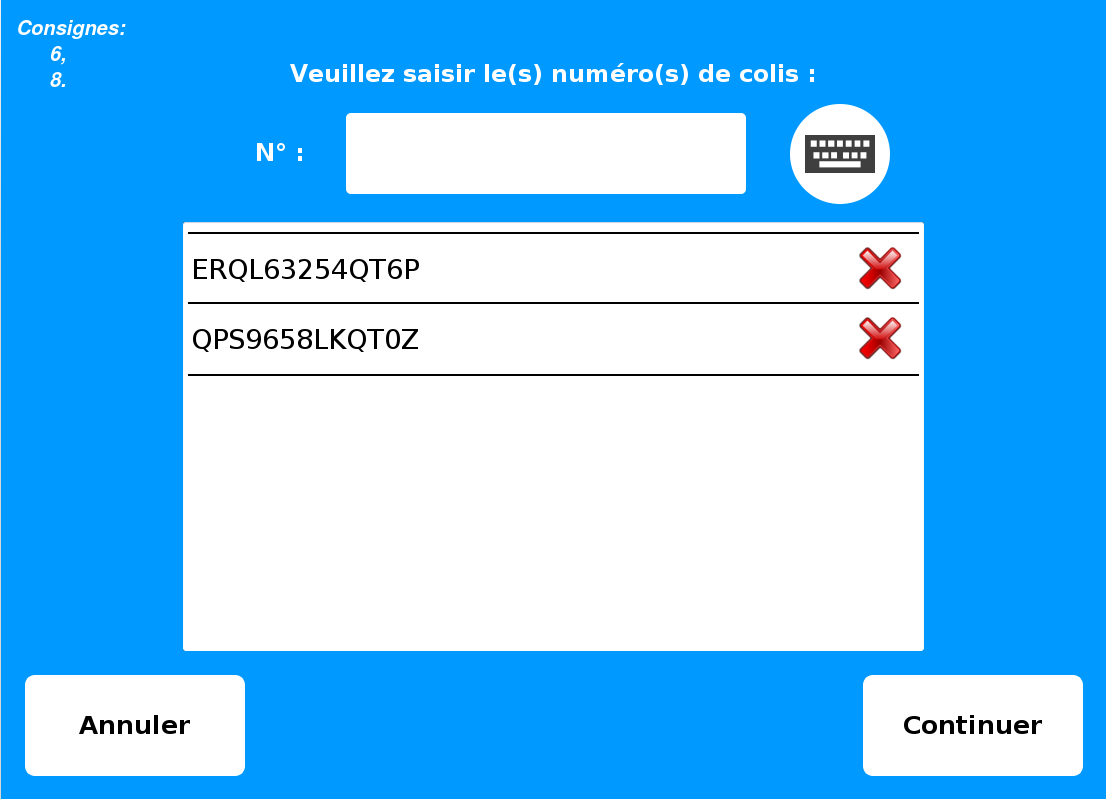 Consignes:
6,
8.
Veuillez saisir le(s) numéro(s) de colis :
N° :
ERQL63254QT6P
QPS9658LKQT0Z
Annuler
Continuer